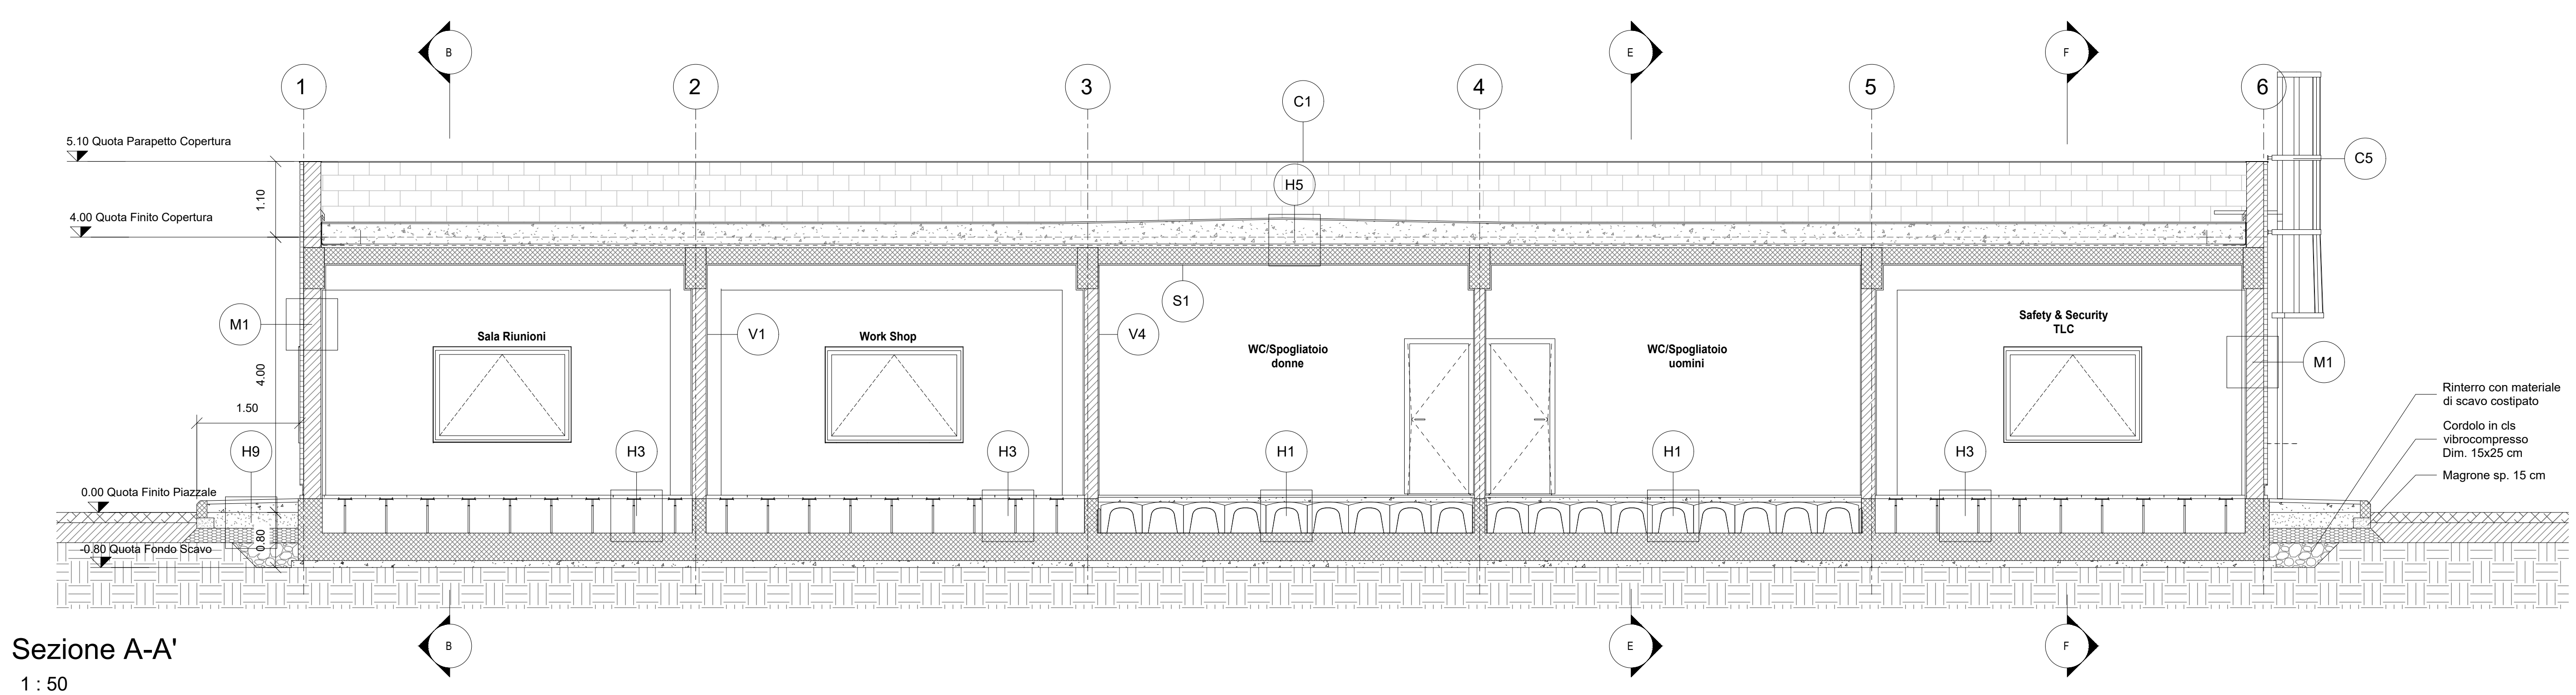 B
E
F
1
2
3
4
5
6
C1
5.10 Quota Parapetto Copertura
C5
H5
1.10
4.00 Quota Finito Copertura
S1
M1
V1
V4
M1
Sala Riunioni
Work Shop
WC/Spogliatoio
donne
WC/Spogliatoio
uomini
Safety & Security
TLC
4.00
1.50
Rinterro con materiale
di scavo costipato
Cordolo in cls
vibrocompresso
Dim. 15x25 cm
Magrone sp. 15 cm
H9
H3
H3
H1
H1
H3
0.00 Quota Finito Piazzale
0.80
-0.80 Quota Fondo Scavo
B
E
F
Sezione A-A'
1 : 50